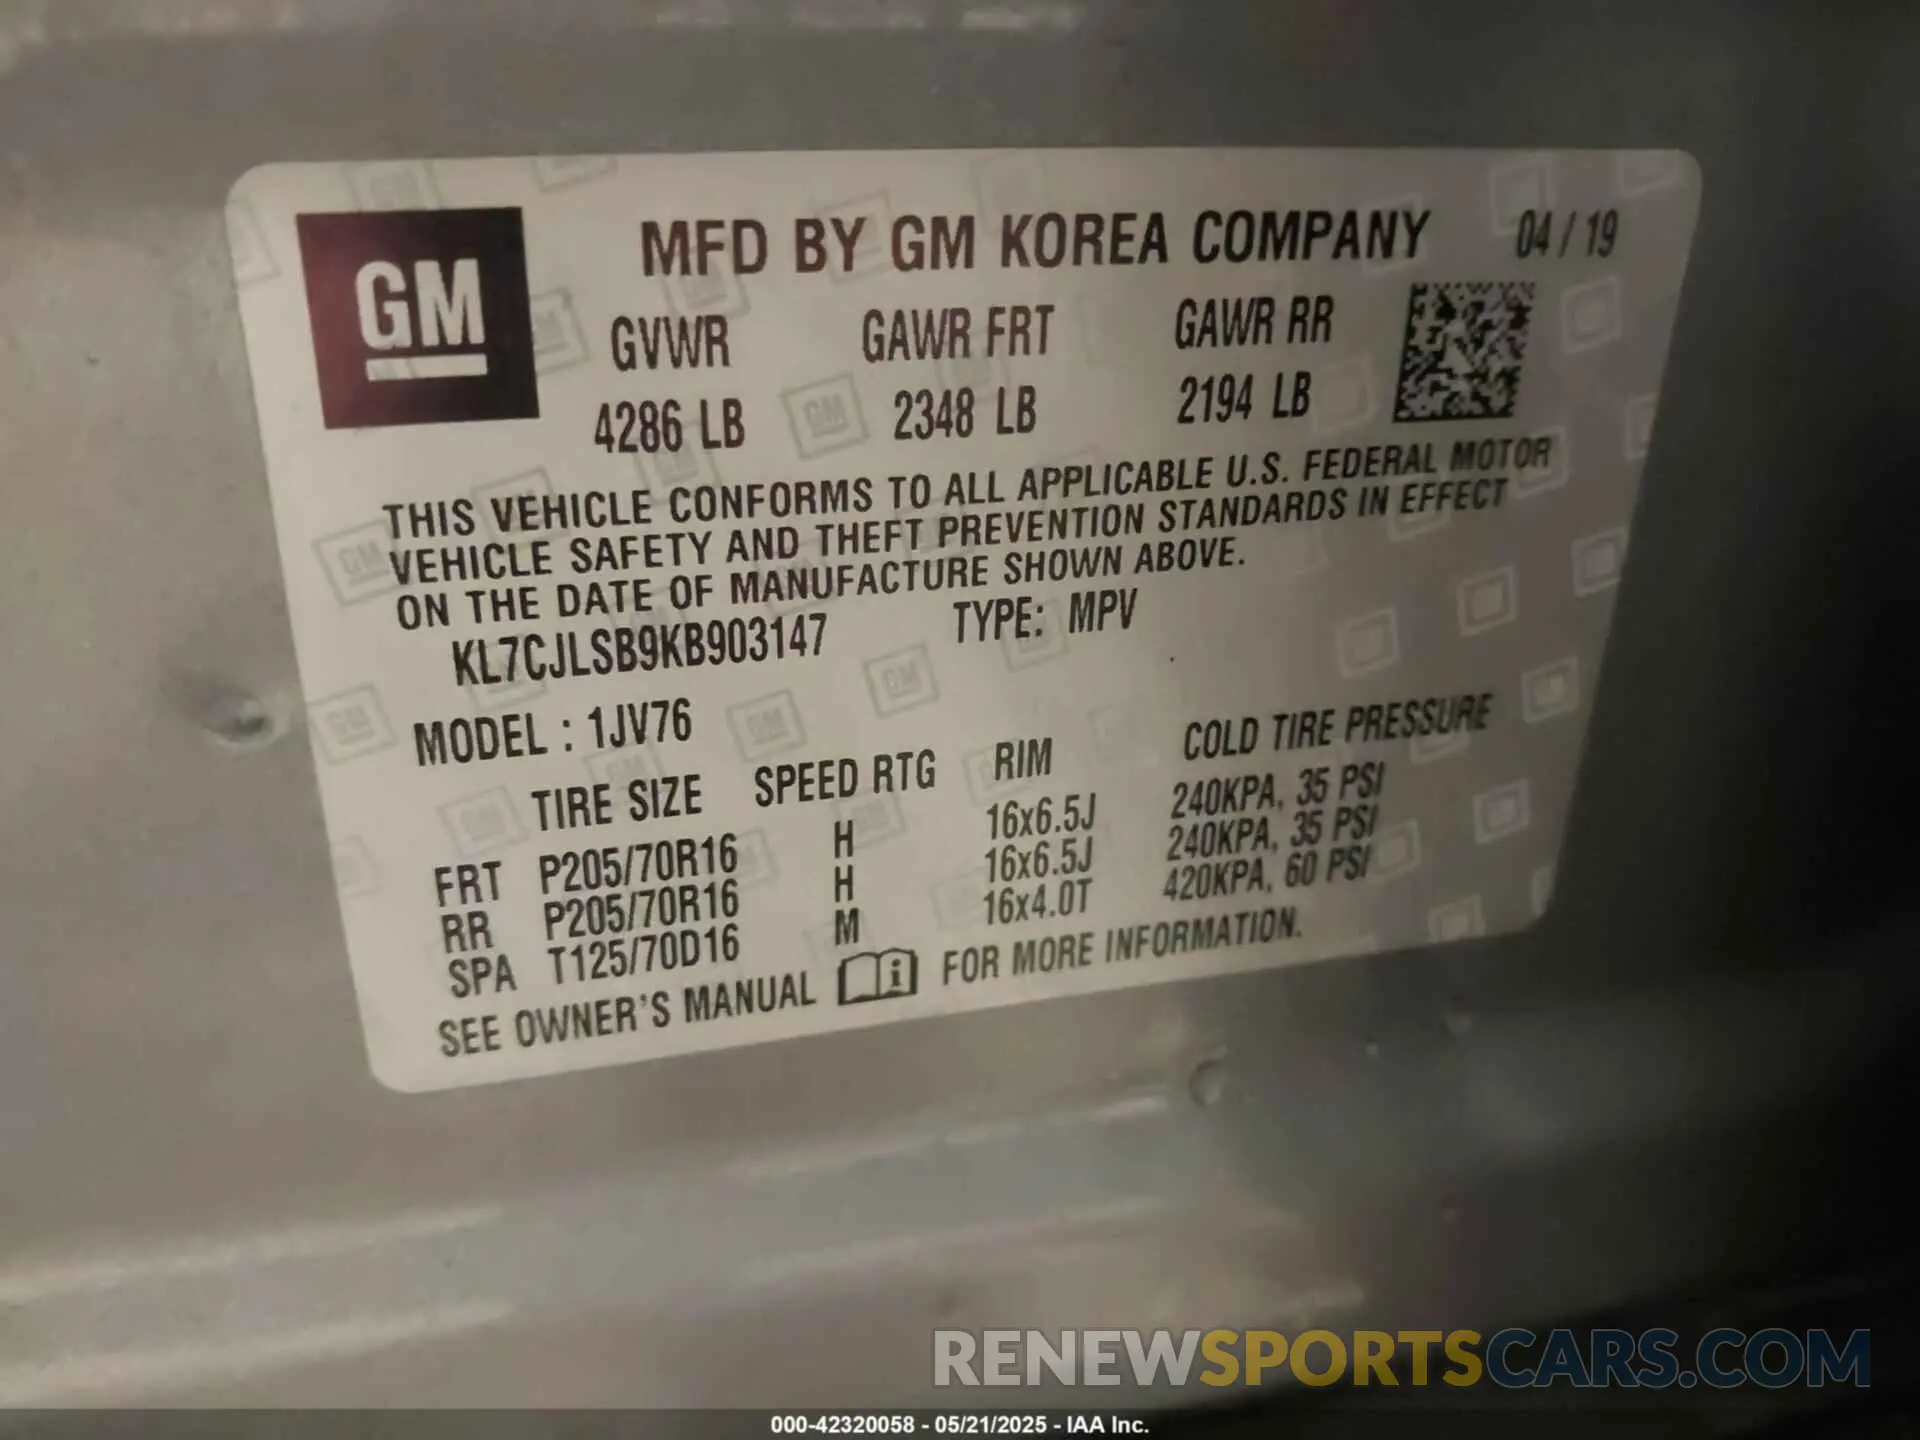 GM
MFD BY GM KOREA COMPANY 04 / 19
GVWR GAWR FRT GAWR RR
4286 LB 2348 LB 2194 LB
THIS VEHICLE CONFORMS TO ALL APPLICABLE U.S. FEDERAL MOTOR
VEHICLE SAFETY AND THEFT PREVENTION STANDARDS IN EFFECT
ON THE DATE OF MANUFACTURE SHOWN ABOVE.
KL7CJLSB9KB903147 TYPE: MPV
MODEL : 1JV76
TIRE SIZE SPEED RTG RIM COLD TIRE PRESSURE
FRT P205/70R16 H 16x6.5J 240KPA, 35 PSI
RR P205/70R16 H 16x6.5J 240KPA, 35 PSI
SPA T125/70D16 M 16x4.0T 420KPA, 60 PSI
SEE OWNER'S MANUAL i FOR MORE INFORMATION.
RENEWSPORTSCARS.COM
000-42320058 - 05/21/2025 - IAA Inc.